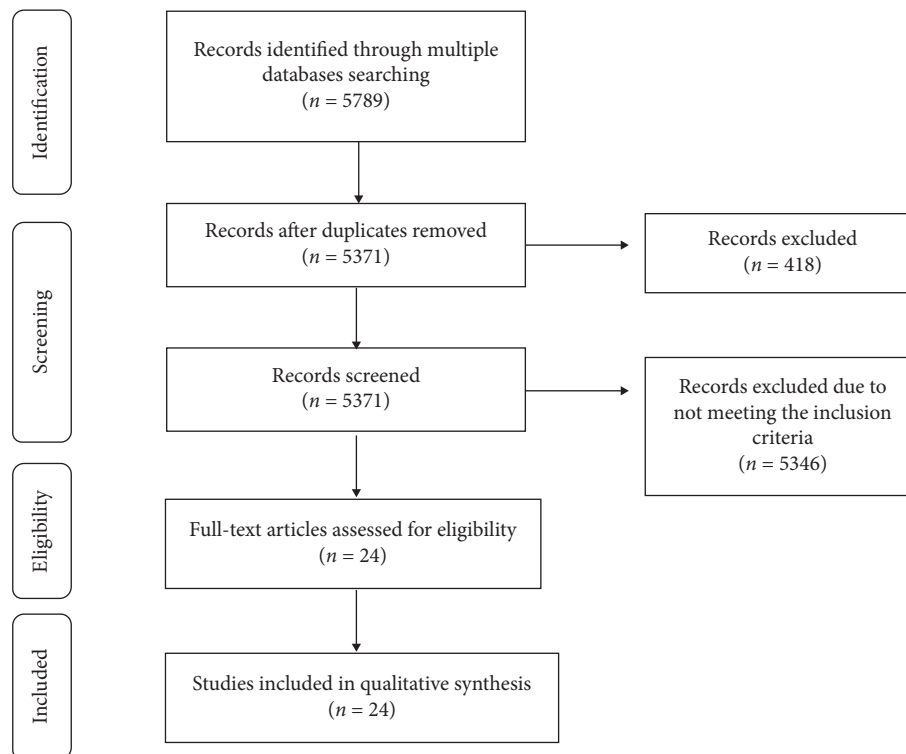 Identification
Records identified through multiple
databases searching
(n = 5789)
Screening
Records after duplicates removed
(n = 5371)
Records excluded
(n = 418)
Records screened
(n = 5371)
Records excluded due to
not meeting the inclusion
criteria
(n = 5346)
Eligibility
Full-text articles assessed for eligibility
(n = 24)
Included
Studies included in qualitative synthesis
(n = 24)